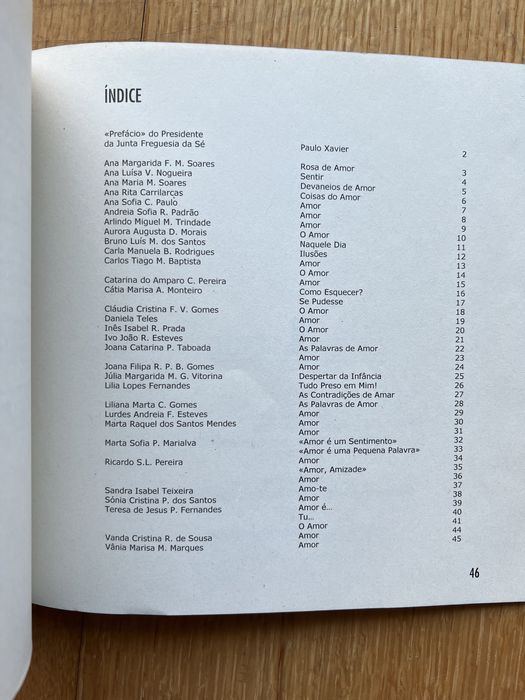 ÍNDICE
«Prefácio» do Presidente
da Junta Freguesia da Sé Paulo Xavier 2
Ana Margarida F. M. Soares Rosa de Amor 3
Ana Luísa V. Nogueira Sentir 4
Ana Maria M. Soares Devaneios de Amor 5
Ana Rita Carrilarcas Coisas do Amor 6
Ana Sofia C. Paulo Amor 7
Andreia Sofia R. Padrão Amor 8
Arlindo Miguel M. Trindade Amor 9
Aurora Augusta D. Morais O Amor 10
Bruno Luís M. dos Santos Naquele Dia 11
Carla Manuela B. Rodrigues Ilusões 12
Carlos Tiago M. Baptista Amor 13
O Amor 14
Catarina do Amparo C. Pereira Amor 15
Cátia Marisa A. Monteiro Como Esquecer? 16
Se Pudesse 17
Cláudia Cristina F. V. Gomes O Amor 18
Daniela Teles Amor 19
Inês Isabel R. Prada O Amor 20
Ivo João R. Esteves Amor 21
Joana Catarina P. Taboada As Palavras de Amor 22
Amor 23
Joana Filipa R. P. B. Gomes Amor 24
Júlia Margarida M. G. Vitorina Despertar da Infância 25
Lilia Lopes Fernandes Tudo Preso em Mim! 26
As Contradições de Amar 27
Liliana Marta C. Gomes As Palavras de Amor 28
Lurdes Andreia F. Esteves Amor 29
Marta Raquel dos Santos Mendes Amor 30
Amor 31
Marta Sofia P. Marialva «Amor é um Sentimento» 32
«Amor é uma Pequena Palavra» 33
Ricardo S.L. Pereira Amor 34
«Amor, Amizade» 35
Amor 36
Sandra Isabel Teixeira Amo-te 37
Sónia Cristina P. dos Santos Amor 38
Teresa de Jesus P. Fernandes Amor é... 39
Tu... 40
O Amor 41
Vanda Cristina R. de Sousa Amor 44
Vânia Marisa M. Marques Amor 45
46